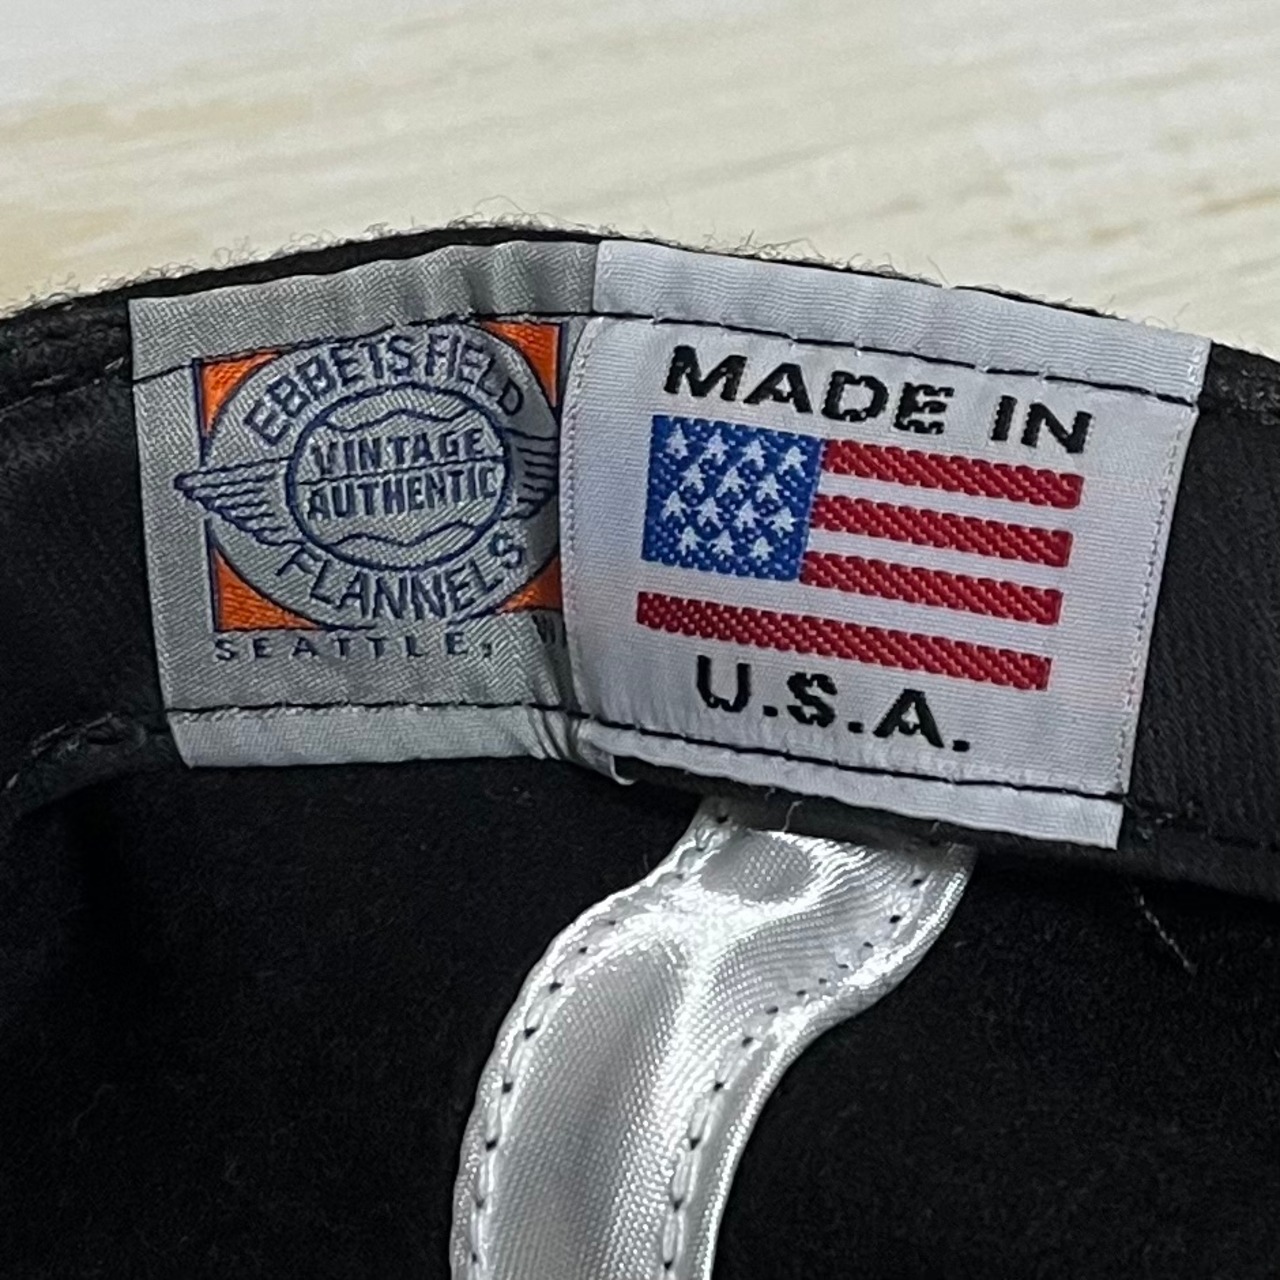 EBBETS FIELD
VINTAGE
AUTHENTIC
FLANNELS
SEATTLE,
MADE IN
U.S.A.